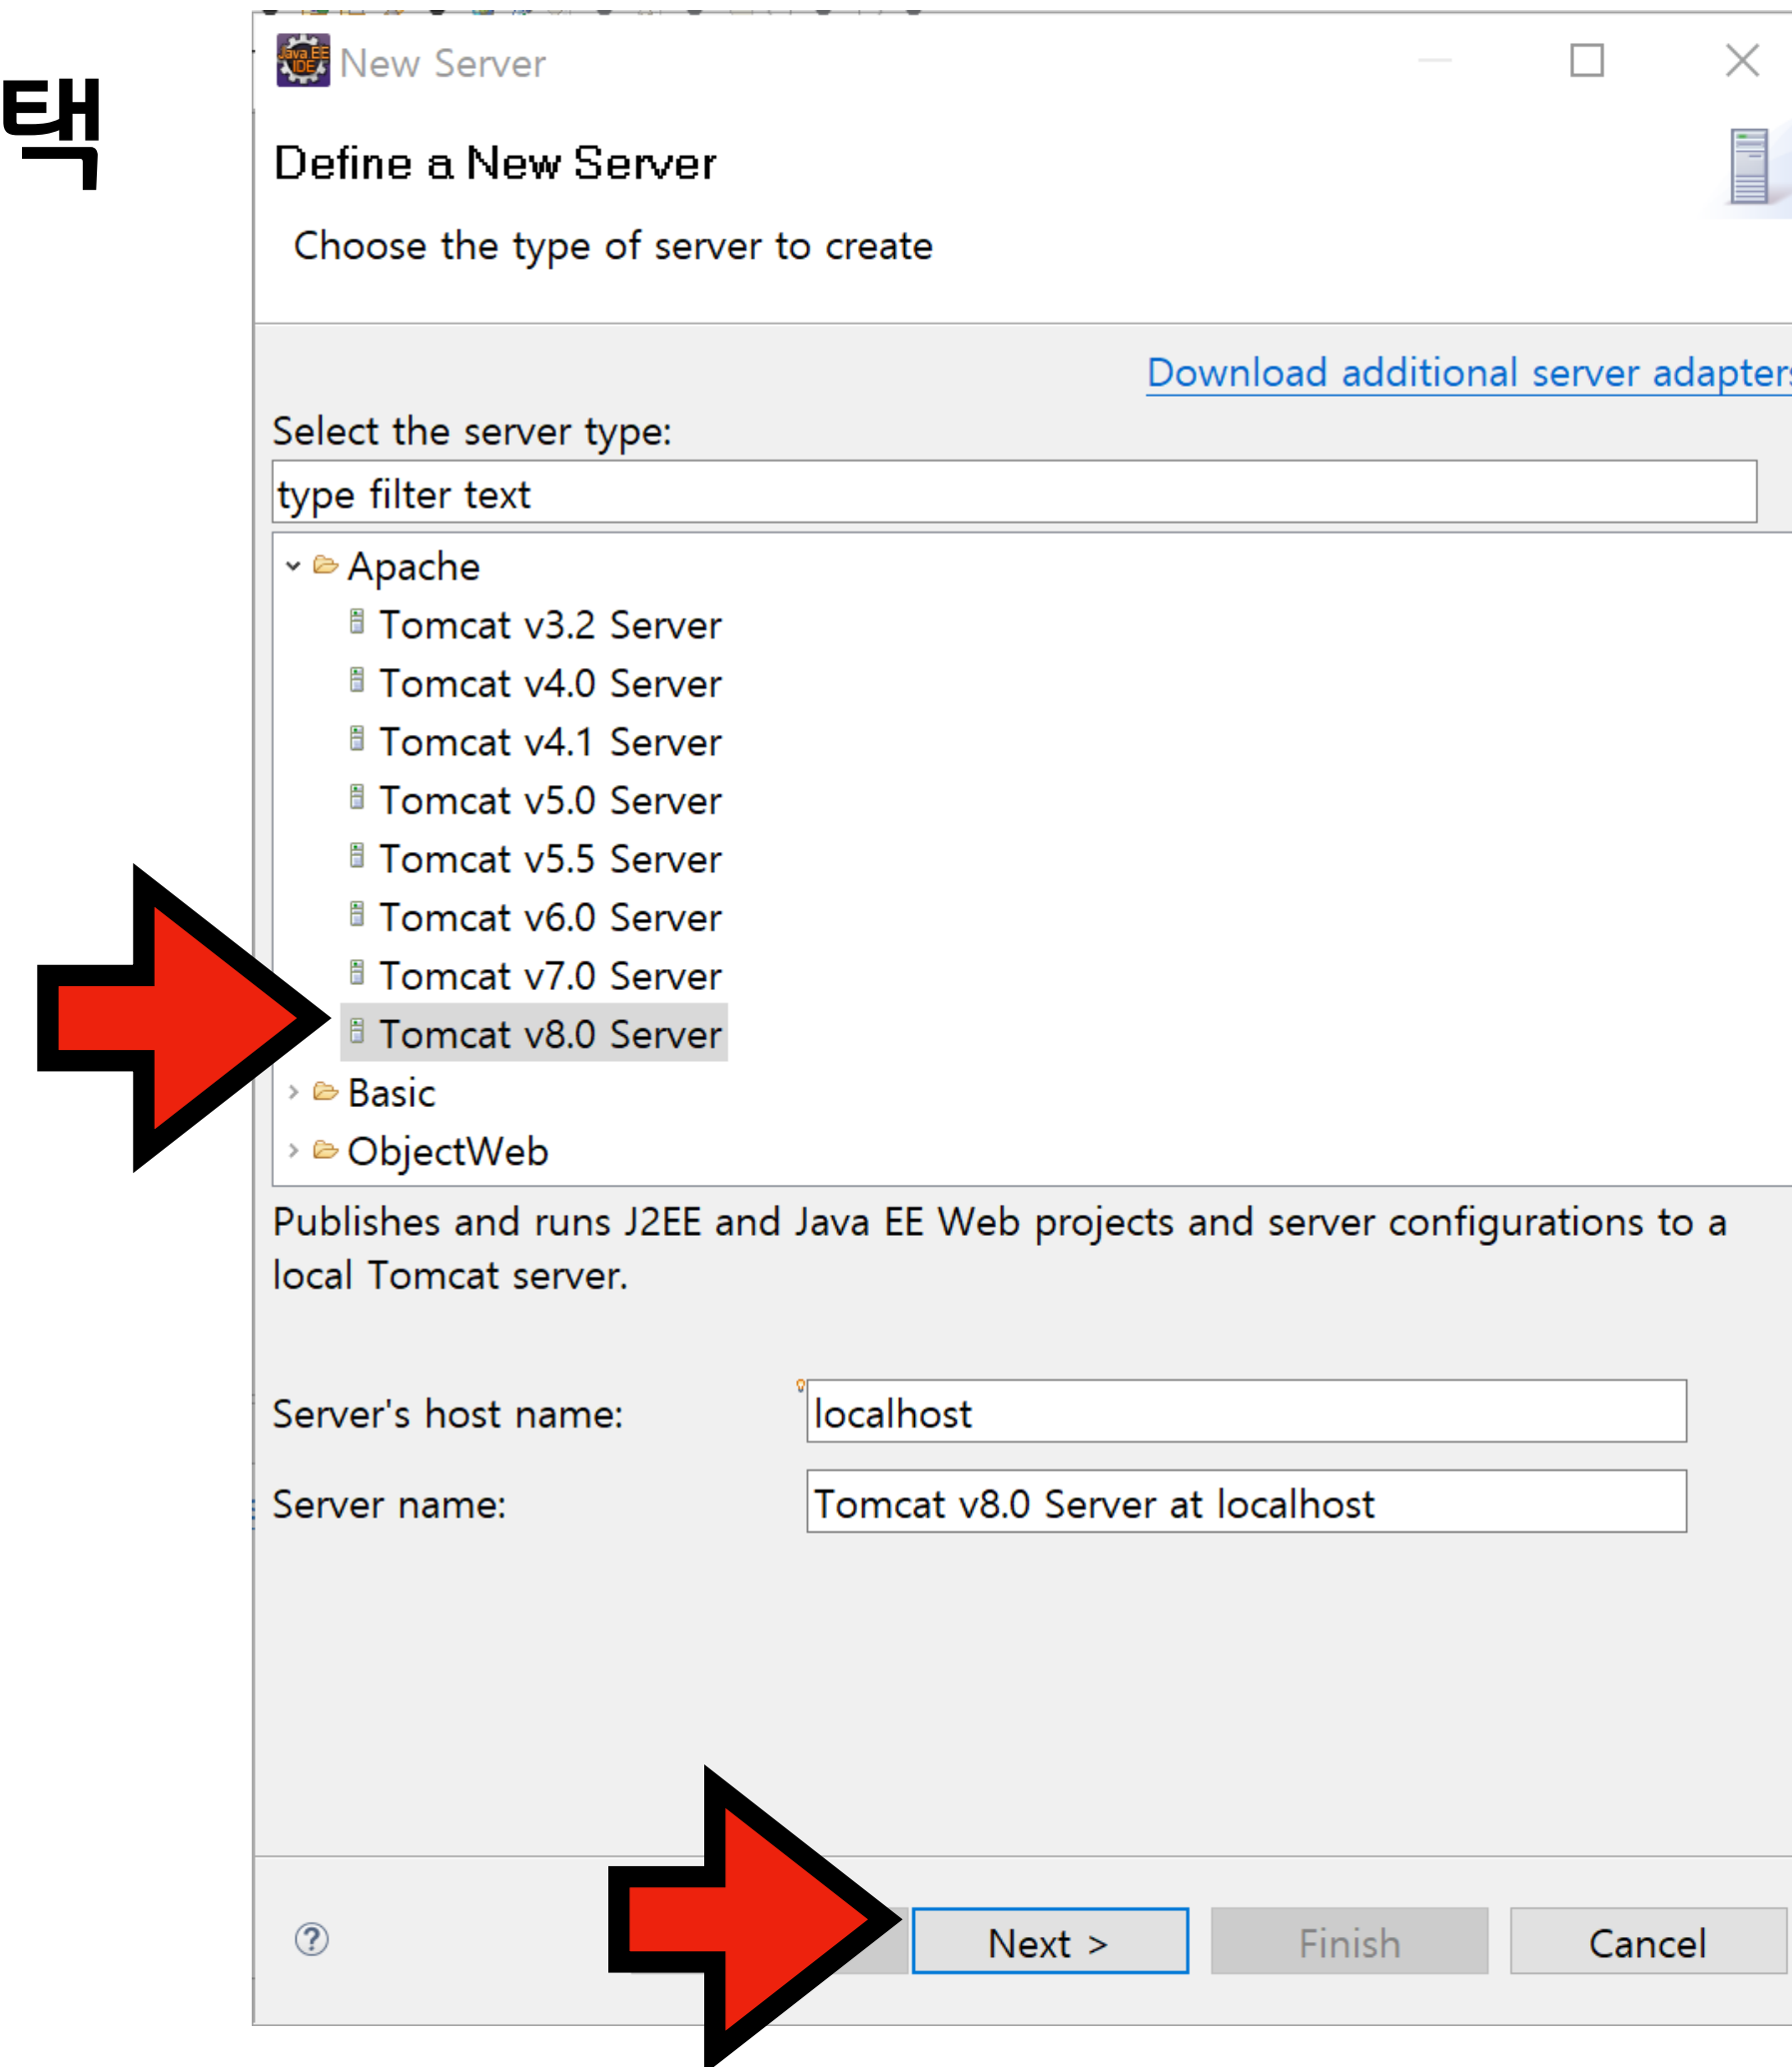 택
Java EE
IDE
New Server
Define a New Server
Choose the type of server to create
Download additional server adapters
Select the server type:
type filter text
Apache
Tomcat v3.2 Server
Tomcat v4.0 Server
Tomcat v4.1 Server
Tomcat v5.0 Server
Tomcat v5.5 Server
Tomcat v6.0 Server
Tomcat v7.0 Server
Tomcat v8.0 Server
Basic
ObjectWeb
Publishes and runs J2EE and Java EE Web projects and server configurations to a
local Tomcat server.
Server's host name:
localhost
Server name:
Tomcat v8.0 Server at localhost
Next >
Finish
Cancel